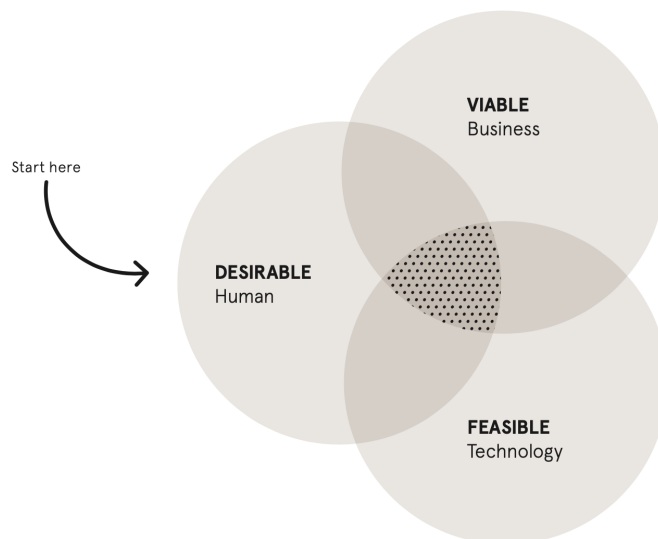 Start here
DESIRABLE
Human
VIABLE
Business
FEASIBLE
Technology